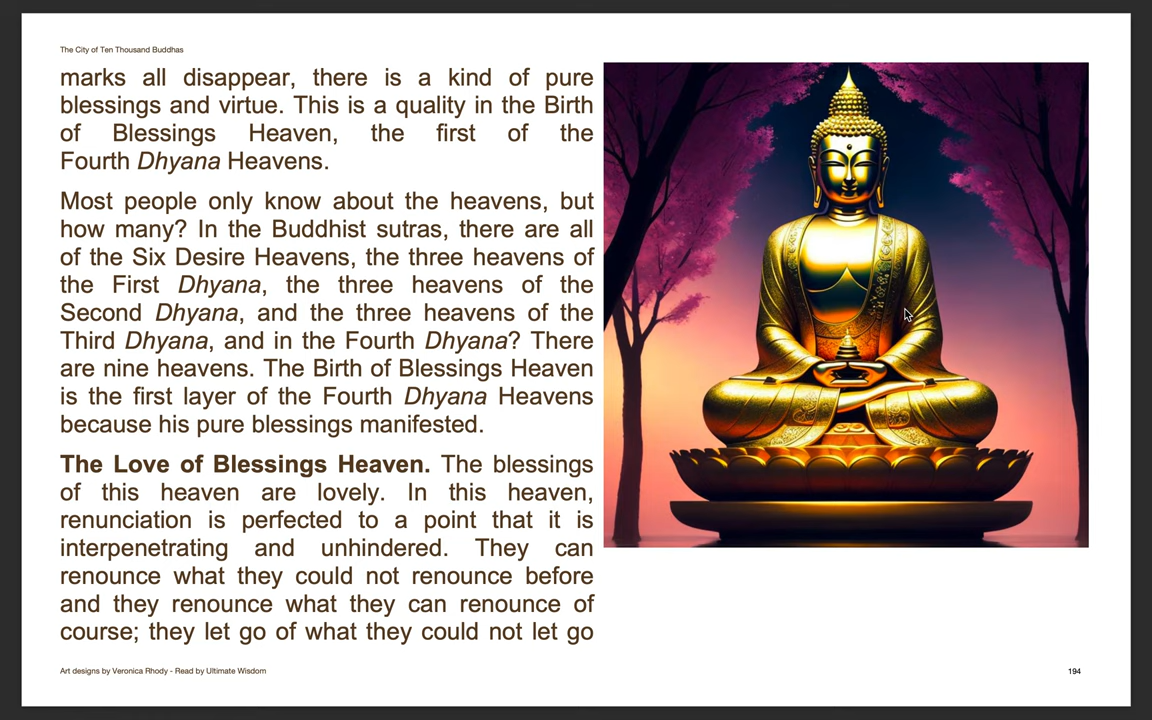 The City of Ten Thousand Buddhas
marks all disappear, there is a kind of pure
blessings and virtue. This is a quality in the Birth
of Blessings Heaven, the first of the
Fourth Dhyana Heavens.
Most people only know about the heavens, but
how many? In the Buddhist sutras, there are all
of the Six Desire Heavens, the three heavens of
the First Dhyana, the three heavens of the
Second Dhyana, and the three heavens of the
Third Dhyana, and in the Fourth Dhyana? There
are nine heavens. The Birth of Blessings Heaven
is the first layer of the Fourth Dhyana Heavens
because his pure blessings manifested.
The Love of Blessings Heaven. The blessings
of this heaven are lovely. In this heaven,
renunciation is perfected to a point that it is
interpenetrating and unhindered. They can
renounce what they could not renounce before
and they renounce what they can renounce of
course; they let go of what they could not let go
Art designs by Veronica Rhody - Read by Ultimate Wisdom
194